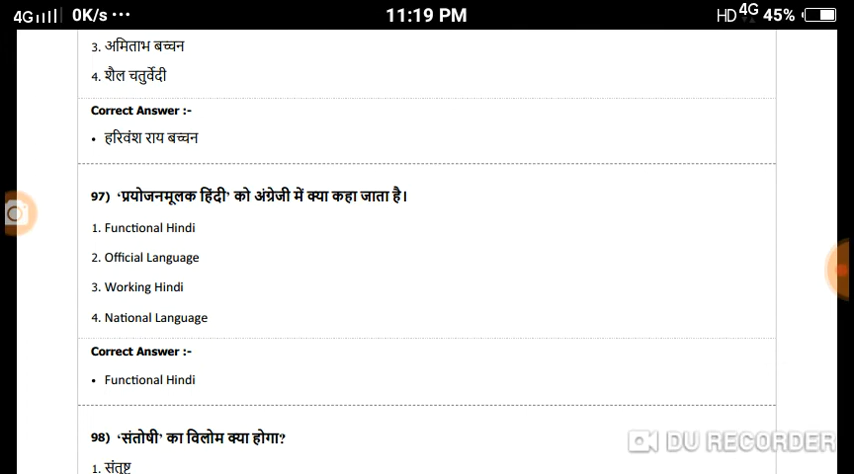 4G 0K/s ··· 11:19 PM HD 4G 45%
3. अमिताभ बच्चन
4. शैल चतुर्वेदी
Correct Answer :-
• हरिवंश राय बच्चन
97) ‘प्रयोजनमूलक हिंदी’ को अंग्रेजी में क्या कहा जाता है।
1. Functional Hindi
2. Official Language
3. Working Hindi
4. National Language
Correct Answer :-
• Functional Hindi
98) ‘संतोषी’ का विलोम क्या होगा?
DU RECORDER
1. संतुष्ट